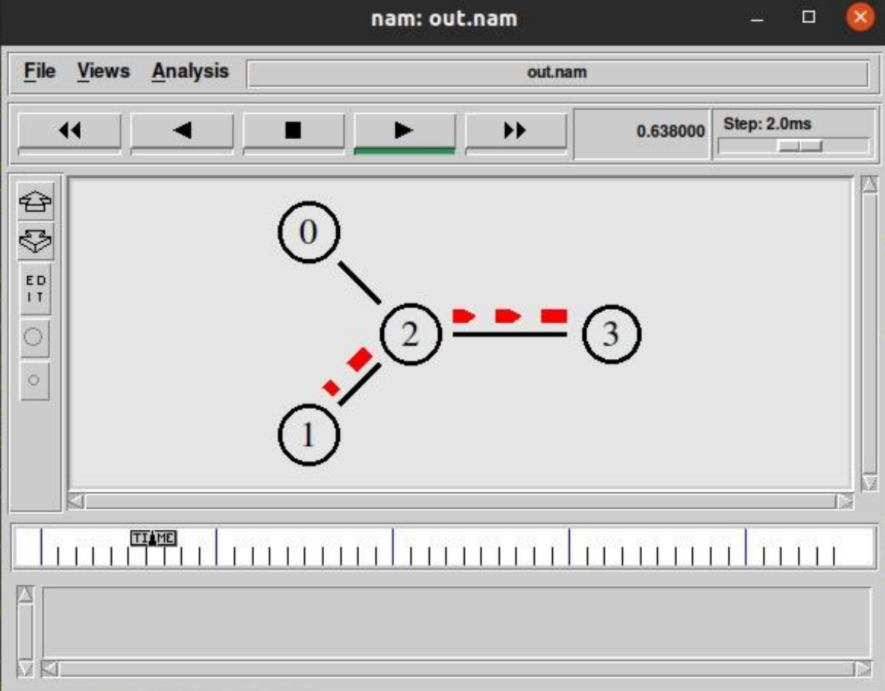 nam: out.nam
File Views Analysis out.nam
0.638000 Step: 2.0ms
ED
IT
0
2 3
1
TIME